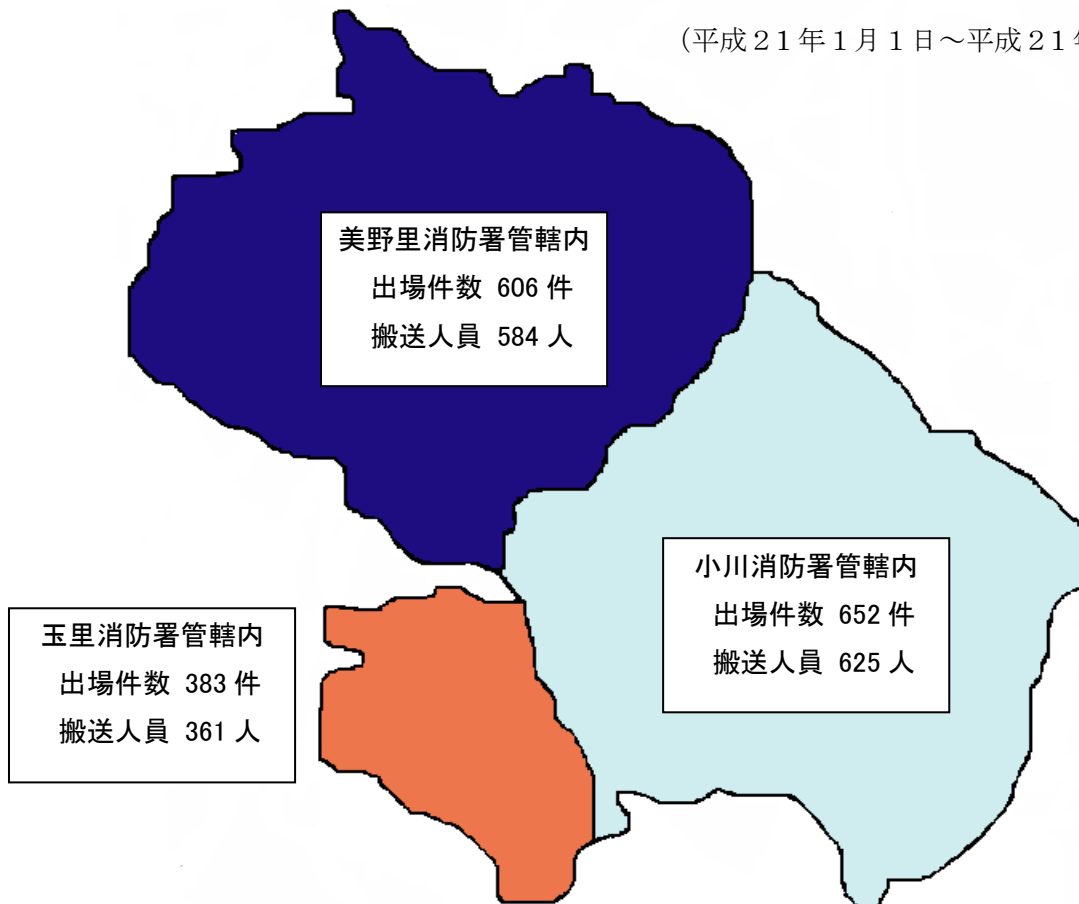 (平成２１年１月１日～平成２１年
美野里消防署管轄内
出場件数 606 件
搬送人員 584 人
小川消防署管轄内
出場件数 652 件
搬送人員 625 人
玉里消防署管轄内
出場件数 383 件
搬送人員 361 人